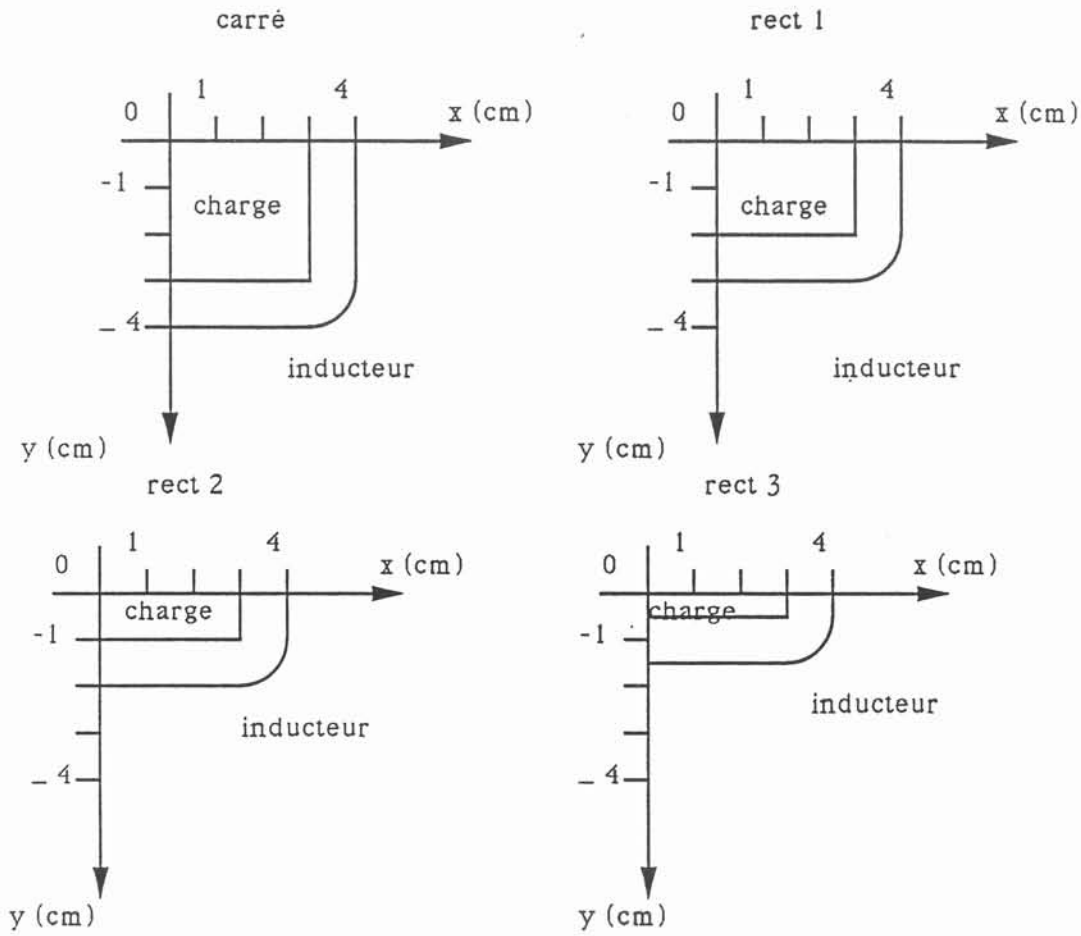 carré
1
4
0
x (cm)
-1
charge
- 4
inducteur
y (cm)
rect 1
1
4
0
x (cm)
-1
charge
- 4
inducteur
y (cm)
rect 2
1
4
0
x (cm)
charge
-1
inducteur
- 4
y (cm)
rect 3
1
4
0
x (cm)
charge
-1
inducteur
- 4
y (cm)